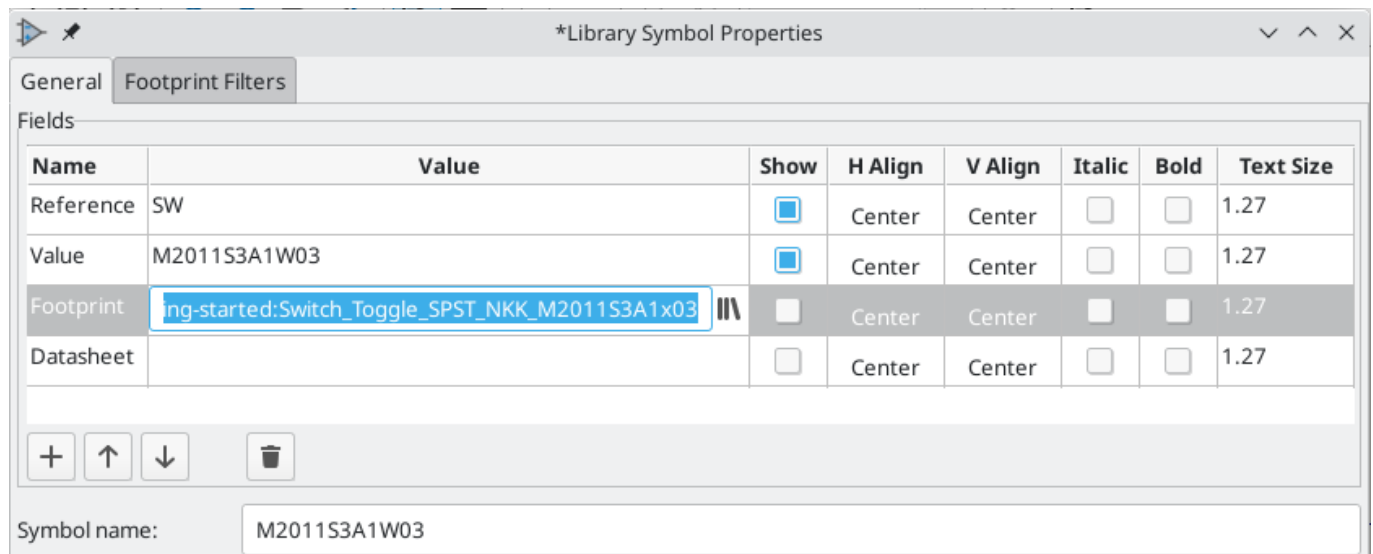 *Library Symbol Properties
General Footprint Filters
Fields
Name Value Show H Align V Align Italic Bold Text Size
Reference SW Center Center 1.27
Value M2011S3A1W03 Center Center 1.27
Footprint ing-started:Switch_Toggle_SPST_NKK_M2011S3A1x03 Center Center 1.27
Datasheet Center Center 1.27
Symbol name: M2011S3A1W03